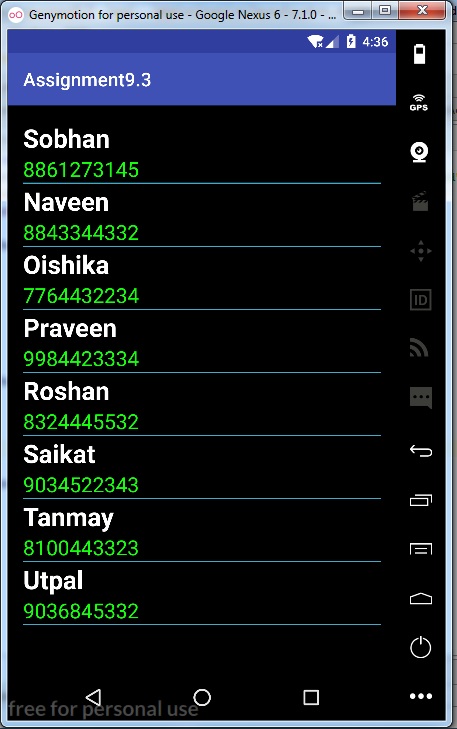 Genymotion for personal use - Google Nexus 6 - 7.1.0 - ...
4:36
Assignment9.3
GPS
Sobhan
8861273145
Naveen
8843344332
Oishika
7764432234
ID
Praveen
9984423334
Roshan
8324445532
Saikat
9034522343
Tanmay
8100443323
Utpal
9036845332
free for personal use